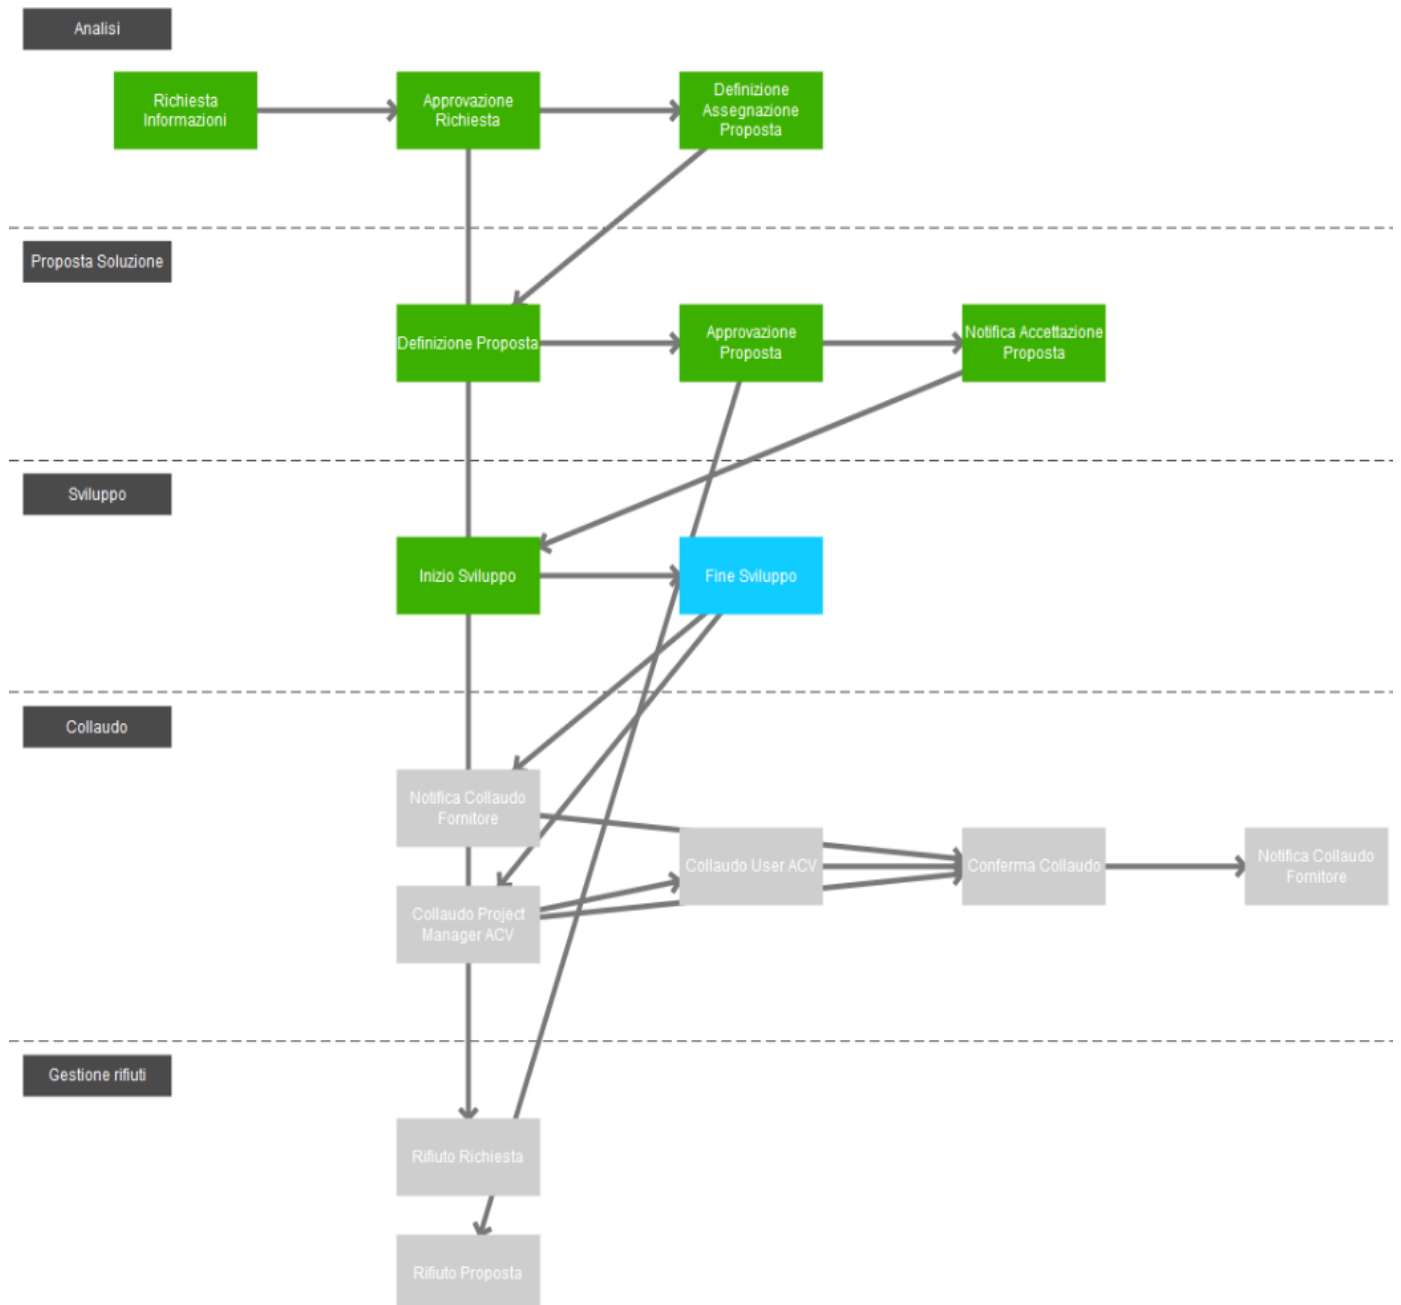 Analisi
Richiesta
Informazioni
Approvazione
Richiesta
Definizione
Assegnazione
Proposta
Proposta Soluzione
Definizione Proposta
Approvazione
Proposta
Notifica Accettazione
Proposta
Sviluppo
Inizio Sviluppo
Fine Sviluppo
Collaudo
Notifica Collaudo
Fornitore
Collaudo User ACV
Conferma Collaudo
Notifica Collaudo
Fornitore
Collaudo Project
Manager ACV
Gestione rifiuti
Rifiuto Richiesta
Rifiuto Proposta